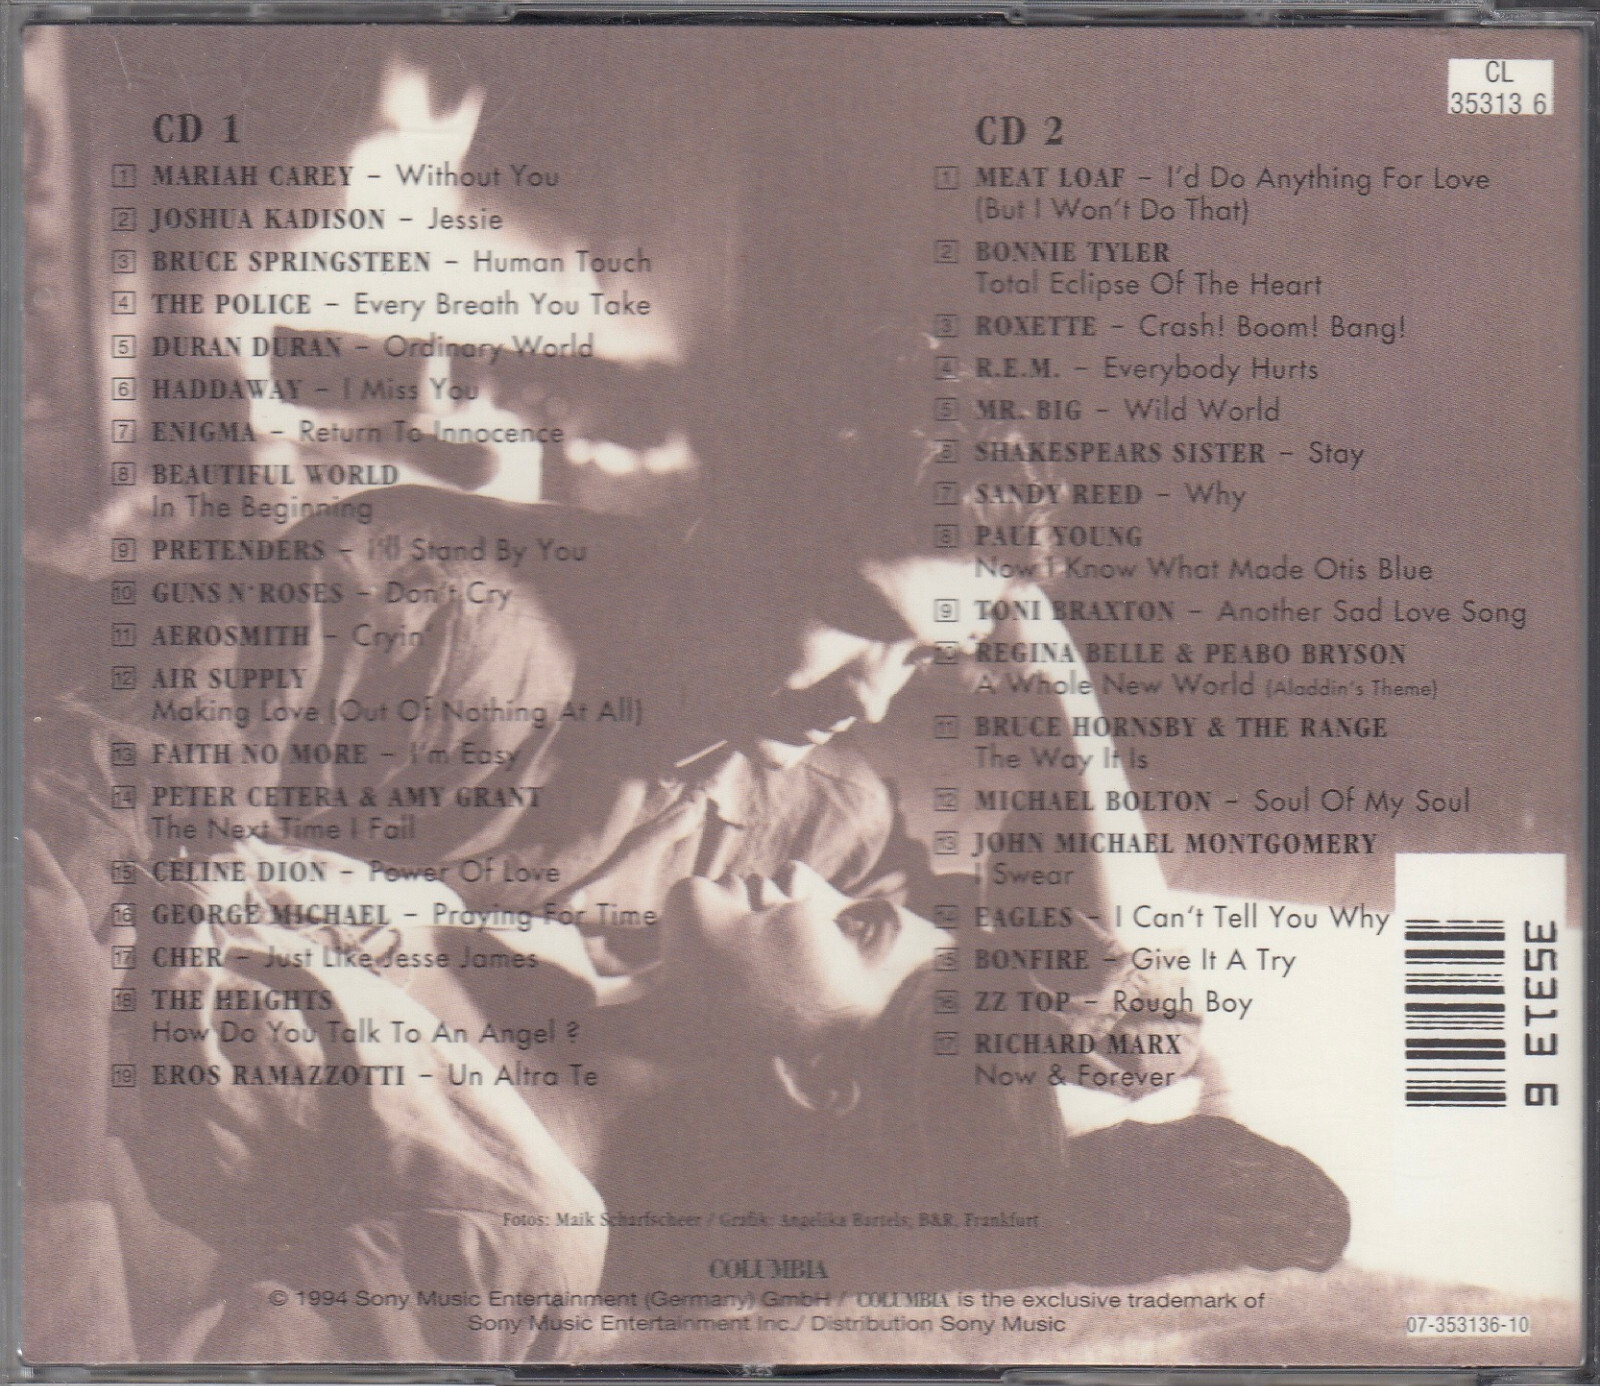 CL
35313 6
CD 1
1 MARIAH CAREY – Without You
2 JOSHUA KADISON – Jessie
3 BRUCE SPRINGSTEEN – Human Touch
4 THE POLICE – Every Breath You Take
5 DURAN DURAN – Ordinary World
6 HADDAWAY – I Miss You
7 ENIGMA – Return To Innocence
8 BEAUTIFUL WORLD
In The Beginning
9 PRETENDERS – I'll Stand By You
10 GUNS N' ROSES – Don't Cry
11 AEROSMITH – Cryin'
12 AIR SUPPLY
Making Love (Out Of Nothing At All)
13 FAITH NO MORE – I'm Easy
14 PETER CETERA & AMY GRANT
The Next Time I Fall
15 CELINE DION – Power Of Love
16 GEORGE MICHAEL – Praying For Time
17 CHER – Just Like Jesse James
18 THE HEIGHTS
How Do You Talk To An Angel ?
19 EROS RAMAZZOTTI – Un Altra Te
CD 2
1 MEAT LOAF – I'd Do Anything For Love
(But I Won't Do That)
2 BONNIE TYLER
Total Eclipse Of The Heart
3 ROXETTE – Crash! Boom! Bang!
4 R.E.M. – Everybody Hurts
5 MR. BIG – Wild World
6 SHAKESPEARS SISTER – Stay
7 SANDY REED – Why
8 PAUL YOUNG
Now I Know What Made Otis Blue
9 TONI BRAXTON – Another Sad Love Song
10 REGINA BELLE & PEABO BRYSON
A Whole New World (Aladdin's Theme)
11 BRUCE HORNSBY & THE RANGE
The Way It Is
12 MICHAEL BOLTON – Soul Of My Soul
13 JOHN MICHAEL MONTGOMERY
I Swear
14 EAGLES – I Can't Tell You Why
15 BONFIRE – Give It A Try
16 ZZ TOP – Rough Boy
17 RICHARD MARX
Now & Forever
35313 6
Fotos: Maik Scharfscheer / Grafik: Angelika Bartels, B&R, Frankfurt
COLUMBIA
© 1994 Sony Music Entertainment (Germany) GmbH / COLUMBIA is the exclusive trademark of
Sony Music Entertainment Inc./ Distribution Sony Music
07-353136-10